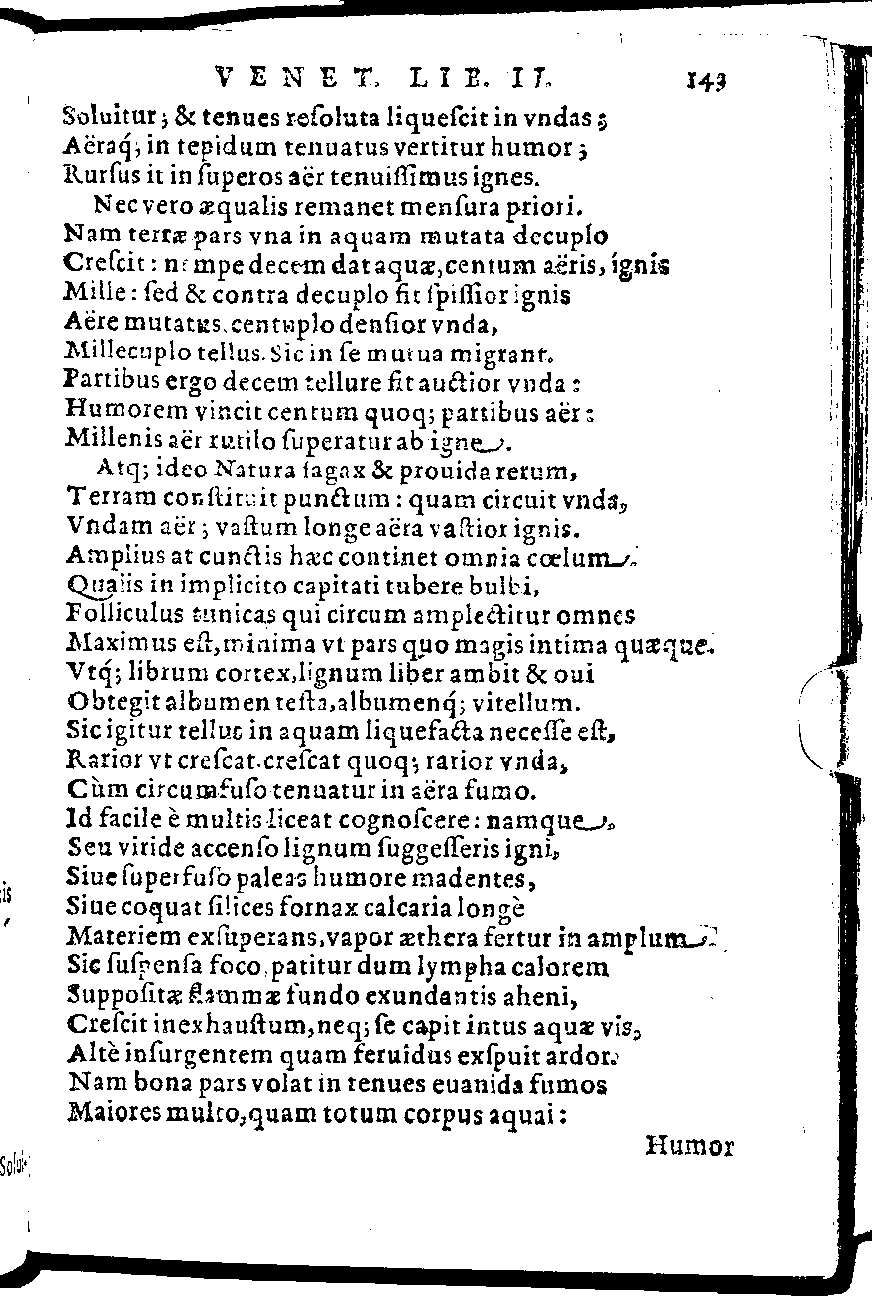 VENET. LIB. II. 143
Soluitur; & tenues reſoluta liqueſcit in vndas;
Aëraq́; in tepidum tenuatus vertitur humor;
Rurſus it in ſuperos aër tenuiſſimus ignes.
Nec vero æqualis remanet menſura priori.
Nam terræ pars vna in aquam mutata decuplo
Creſcit: nempe decem dat aquæ, centum aëris, ignis
Mille: ſed & contra decuplo fit ſpiſſior ignis
Aëre mutatus, centuplo denſior vnda,
Millecuplo tellus. Sic in ſe mutua migrant.
Partibus ergo decem tellure fit auctior vnda:
Humorem vincit centum quoq; partibus aër:
Millenis aër rutilo ſuperatur ab igne.
Atq; ideo Natura ſagax & prouida rerum,
Terram conſtituit punctum: quam circuit vnda,
Vndam aër; vaſtum longe aëra vaſtior ignis.
Amplius at cunctis hæc continet omnia cœlum.
Qualis in implicito capitati tubere bulbi,
Folliculus tunicas qui circum amplectitur omnes
Maximus eſt, minima vt pars quo magis intima quæque.
Vtq́; librum cortex, lignum liber ambit & oui
Obtegit albumen teſta, albumenq́; vitellum.
Sic igitur tellus in aquam liquefacta neceſſe eſt,
Rarior vt creſcat. creſcat quoq; rarior vnda,
Cùm circumfuſo tenuatur in aëra fumo.
Id facile è multis liceat cognoſcere: namque,
Seu viride accenſo lignum ſuggeſſeris igni,
Siue ſuperfuſo paleas humore madentes,
Siue coquat ſilices fornax calcaria longè
Materiem exſuperans, vapor æthera fertur in amplum.
Sic ſuſpenſa foco, patitur dum lympha calorem
Suppoſitæ flammæ fundo exundantis aheni,
Creſcit inexhauſtum, neq; ſe capit intus aquæ vis,
Altè inſurgentem quam feruidus exſpuit ardor.
Nam bona pars volat in tenues euanida fumos
Maiores multo, quam totum corpus aquai:
Humor